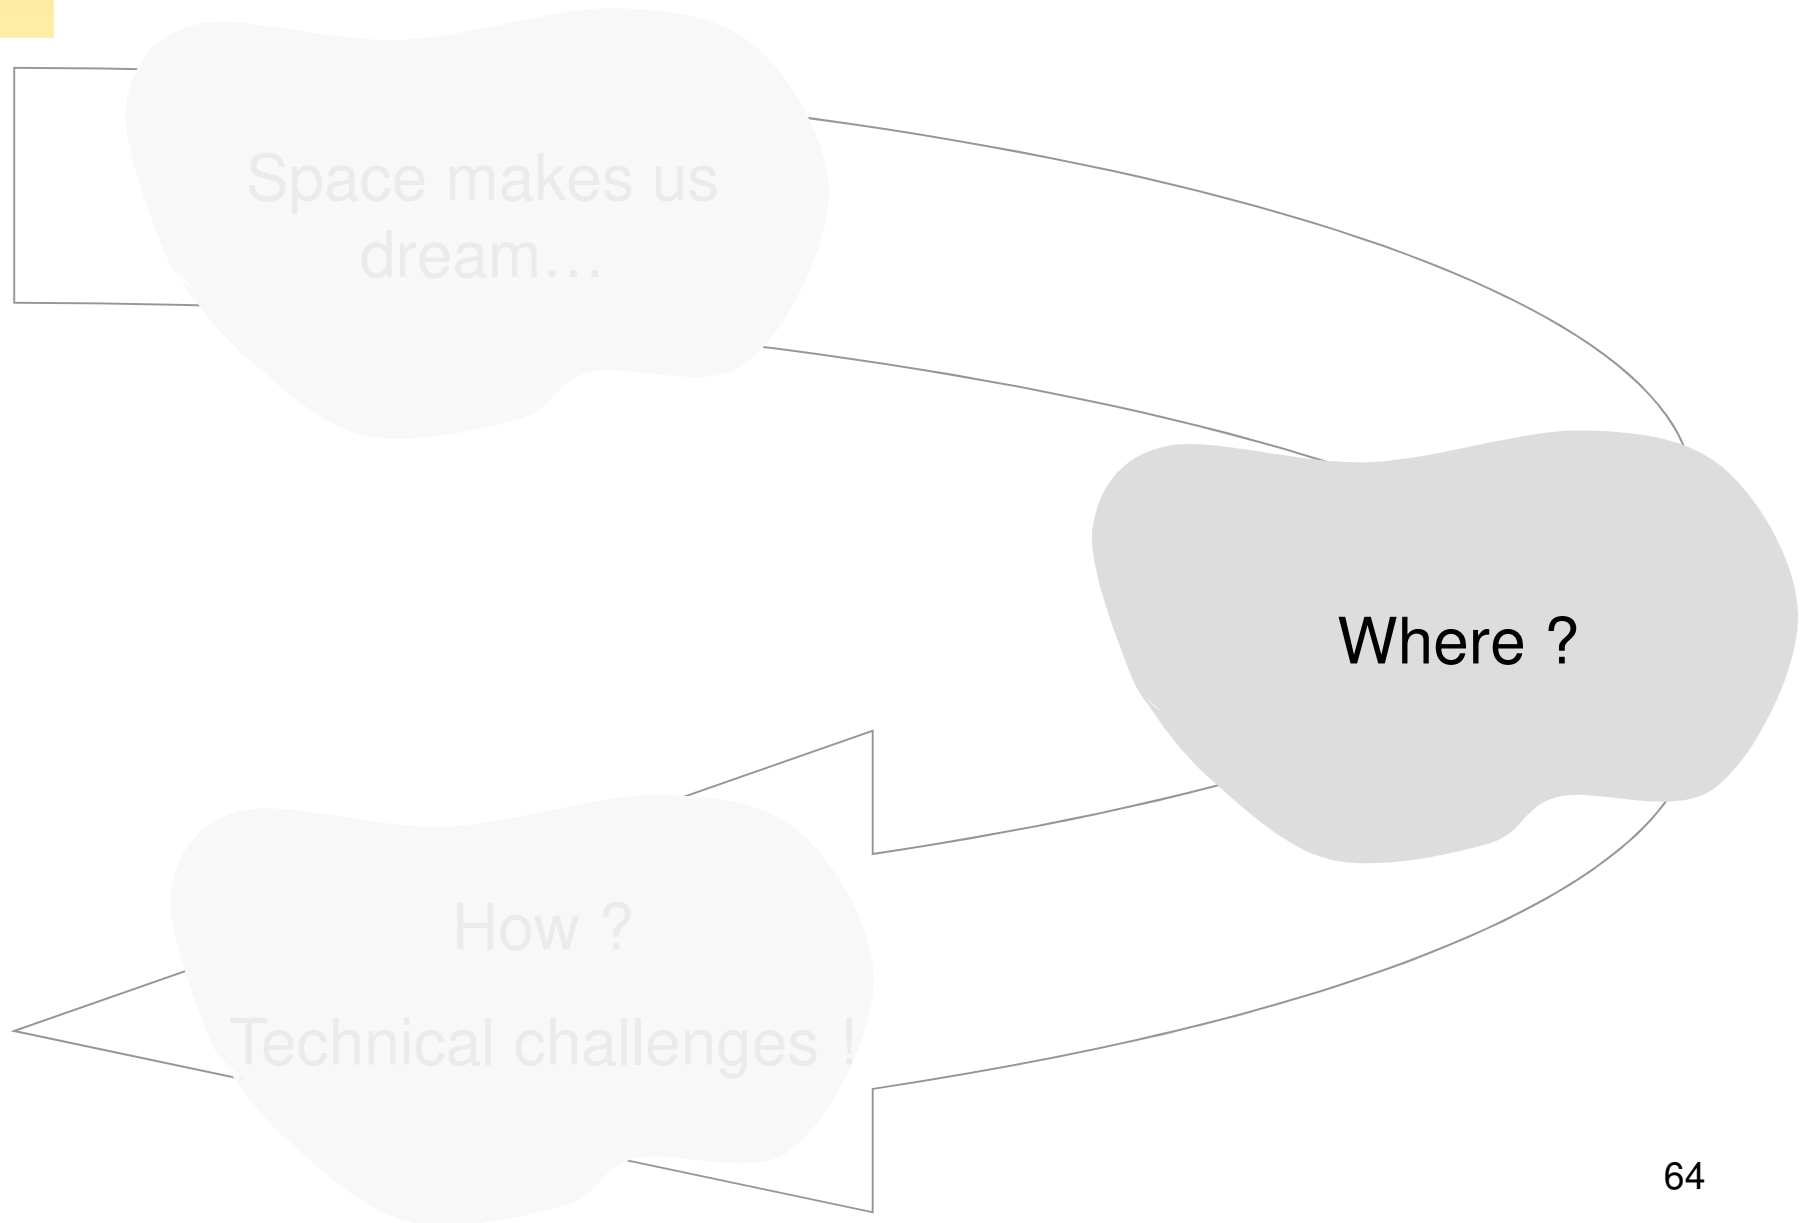 Space makes us
dream…
Where ?
How ?
Technical challenges !
64